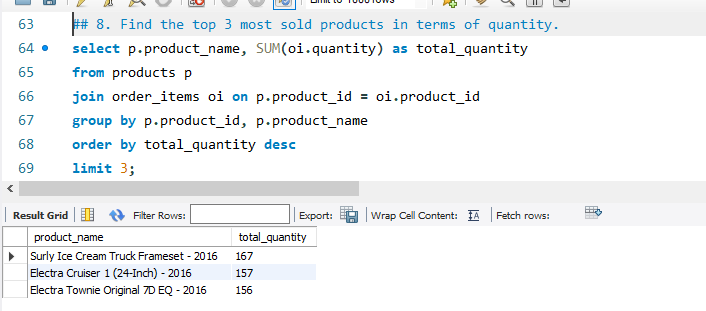 63 ## 8. Find the top 3 most sold products in terms of quantity.
64 select p.product_name, SUM(oi.quantity) as total_quantity
65 from products p
66 join order_items oi on p.product_id = oi.product_id
67 group by p.product_id, p.product_name
68 order by total_quantity desc
69 limit 3;
Result Grid Filter Rows: Export: Wrap Cell Content: Fetch rows:
product_name total_quantity
Surly Ice Cream Truck Frameset - 2016 167
Electra Cruiser 1 (24-Inch) - 2016 157
Electra Townie Original 7D EQ - 2016 156